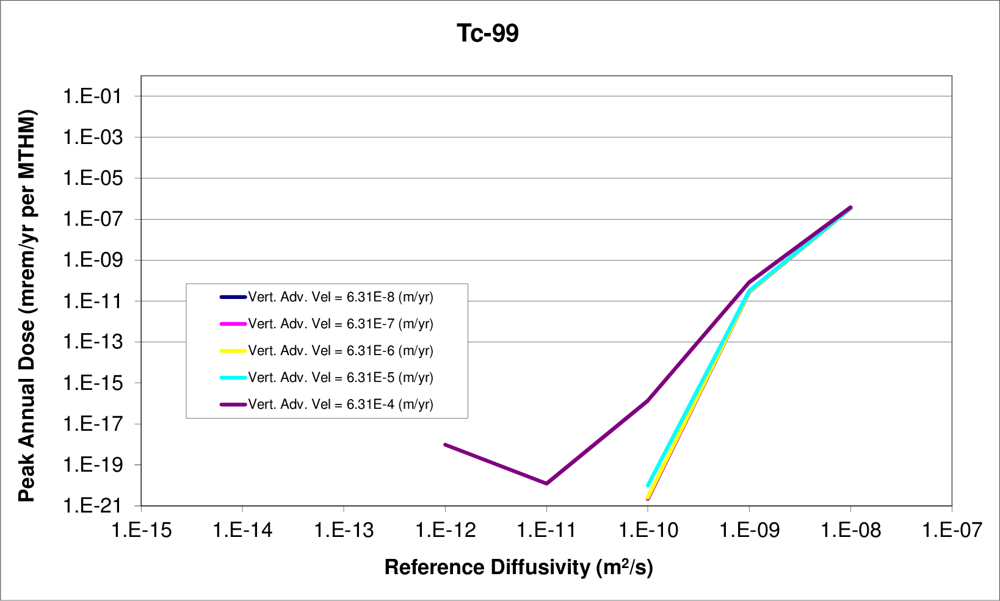 Tc-99
Peak Annual Dose (mrem/yr per MTHM)
1.E-01
1.E-03
1.E-05
1.E-07
1.E-09
1.E-11
1.E-13
1.E-15
1.E-17
1.E-19
1.E-21
Vert. Adv. Vel = 6.31E-8 (m/yr)
Vert. Adv. Vel = 6.31E-7 (m/yr)
Vert. Adv. Vel = 6.31E-6 (m/yr)
Vert. Adv. Vel = 6.31E-5 (m/yr)
Vert. Adv. Vel = 6.31E-4 (m/yr)
1.E-15 1.E-14 1.E-13 1.E-12 1.E-11 1.E-10 1.E-09 1.E-08 1.E-07
Reference Diffusivity (m²/s)